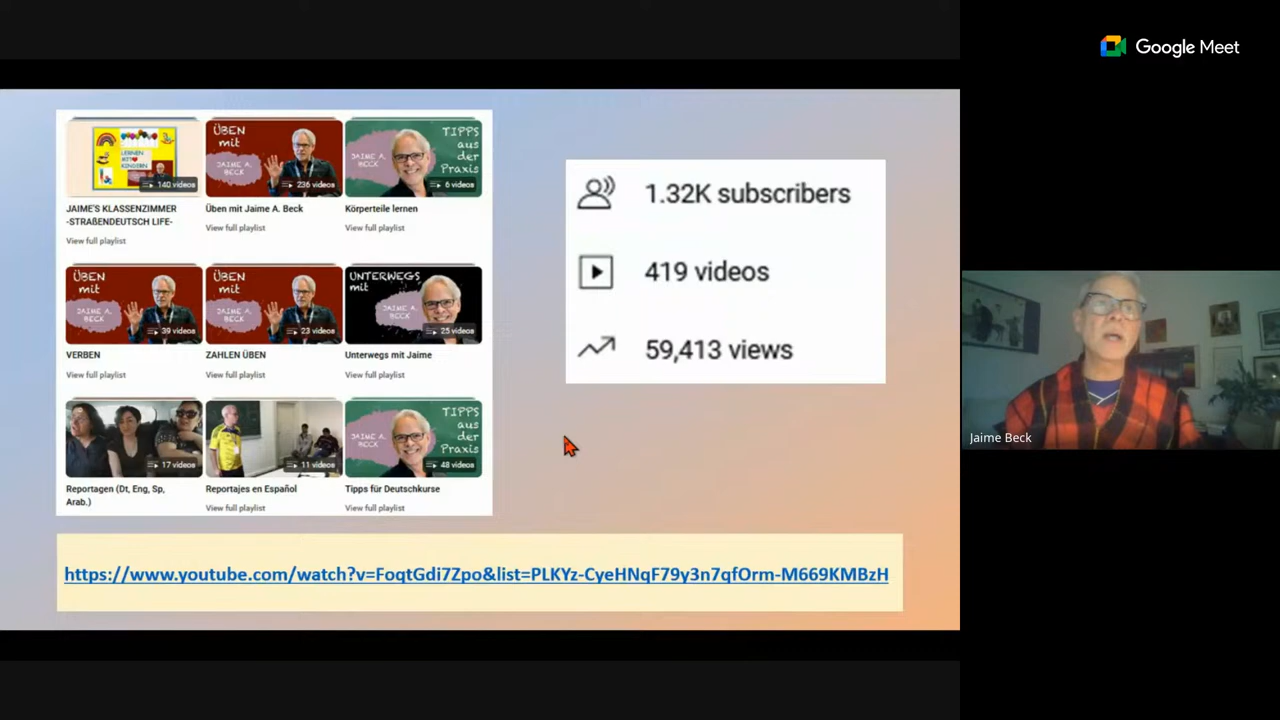 Google Meet
ÜBEN
mit
JAIME A.
BECK
TIPPS
aus
der
Praxis
JAIME A.
BECK
LERNEN
MIT
KINDERN
140 videos
236 videos
6 videos
JAIME'S KLASSENZIMMER
-STRAßENDEUTSCH LIFE-
View full playlist
Üben mit Jaime A. Beck
View full playlist
Körperteile lernen
View full playlist
ÜBEN
mit
JAIME A.
BECK
39 videos
ÜBEN
mit
JAIME A.
BECK
23 videos
UNTERWEGS
mit
JAIME A.
BECK
25 videos
VERBEN
View full playlist
ZAHLEN ÜBEN
View full playlist
Unterwegs mit Jaime
View full playlist
17 videos
11 videos
TIPPS
aus
der
Praxis
JAIME A.
BECK
48 videos
Reportagen (Dt, Eng, Sp,
Arab.)
View full playlist
Reportajes en Español
View full playlist
Tipps für Deutschkurse
View full playlist
1.32K subscribers
419 videos
59,413 views
https://www.youtube.com/watch?v=FoqtGdi7Zpo&list=PLKYz-CyeHNqF79y3n7qfOrm-M669KMBzH
Jaime Beck